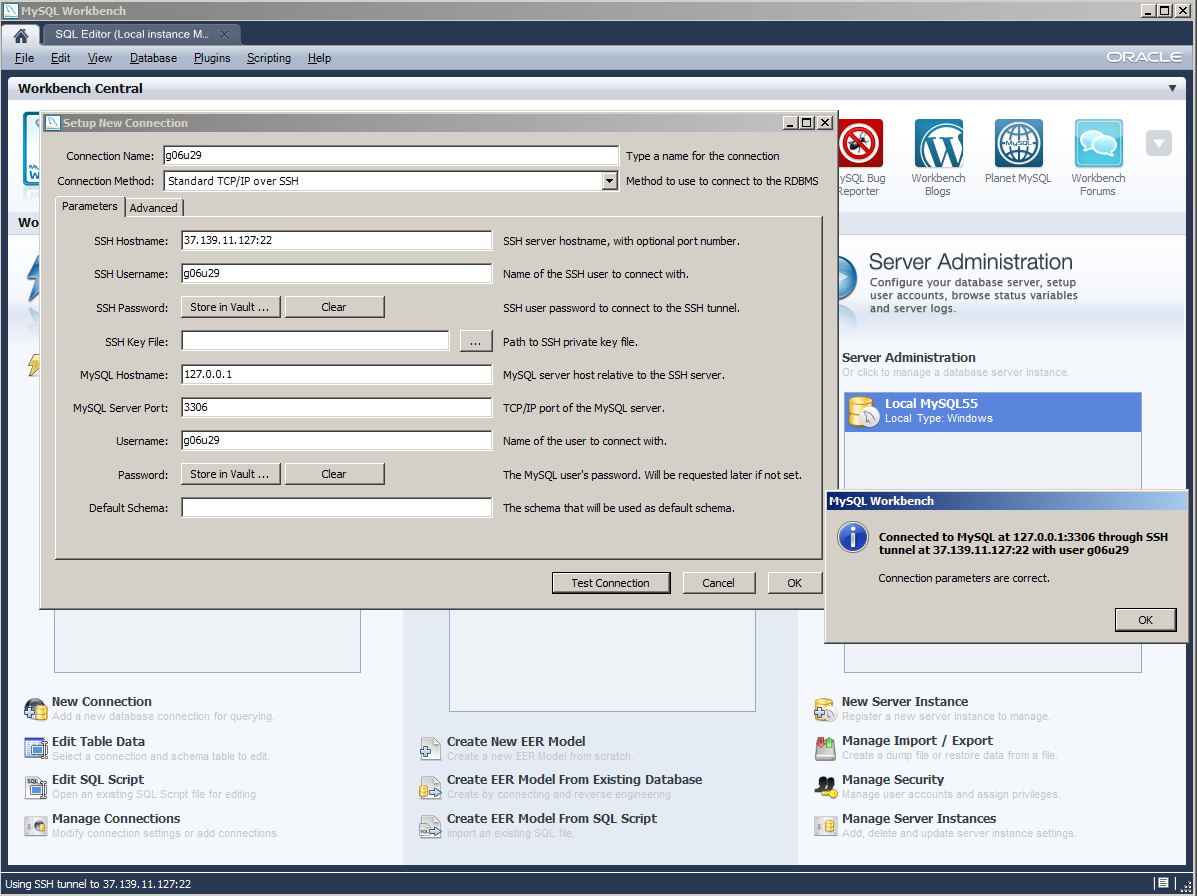 MySQL Workbench
SQL Editor (Local instance M...
File Edit View Database Plugins Scripting Help
ORACLE
Workbench Central
Setup New Connection
Connection Name: g06u29 Type a name for the connection
Connection Method: Standard TCP/IP over SSH Method to use to connect to the RDBMS
Parameters Advanced
SSH Hostname: 37.139.11.127:22 SSH server hostname, with optional port number.
SSH Username: g06u29 Name of the SSH user to connect with.
SSH Password: Store in Vault ... Clear SSH user password to connect to the SSH tunnel.
SSH Key File: ... Path to SSH private key file.
MySQL Hostname: 127.0.0.1 MySQL server host relative to the SSH server.
MySQL Server Port: 3306 TCP/IP port of the MySQL server.
Username: g06u29 Name of the user to connect with.
Password: Store in Vault ... Clear The MySQL user's password. Will be requested later if not set.
Default Schema: The schema that will be used as default schema.
Test Connection Cancel OK
ySQL Bug
Reporter
Workbench
Blogs
MySQL
Planet MySQL
Workbench
Forums
Wo
Server Administration
Configure your database server, setup
user accounts, browse status variables
and server logs.
Server Administration
Or click to manage a database server instance.
Local MySQL55
Local Type: Windows
MySQL Workbench
Connected to MySQL at 127.0.0.1:3306 through SSH
tunnel at 37.139.11.127:22 with user g06u29
Connection parameters are correct.
OK
New Connection
Add a new database connection for querying.
Edit Table Data
Select a connection and schema table to edit.
Edit SQL Script
Open an existing SQL Script file for editing.
Manage Connections
Modify connection settings or add connections.
Create New EER Model
Create a new EER Model from scratch.
Create EER Model From Existing Database
Create by connecting and reverse engineering.
Create EER Model From SQL Script
Import an existing SQL file.
New Server Instance
Register a new server instance to manage.
Manage Import / Export
Create a dump file or restore data from a file.
Manage Security
Manage user accounts and assign privileges.
Manage Server Instances
Add, delete and update server instance settings.
Using SSH tunnel to 37.139.11.127:22